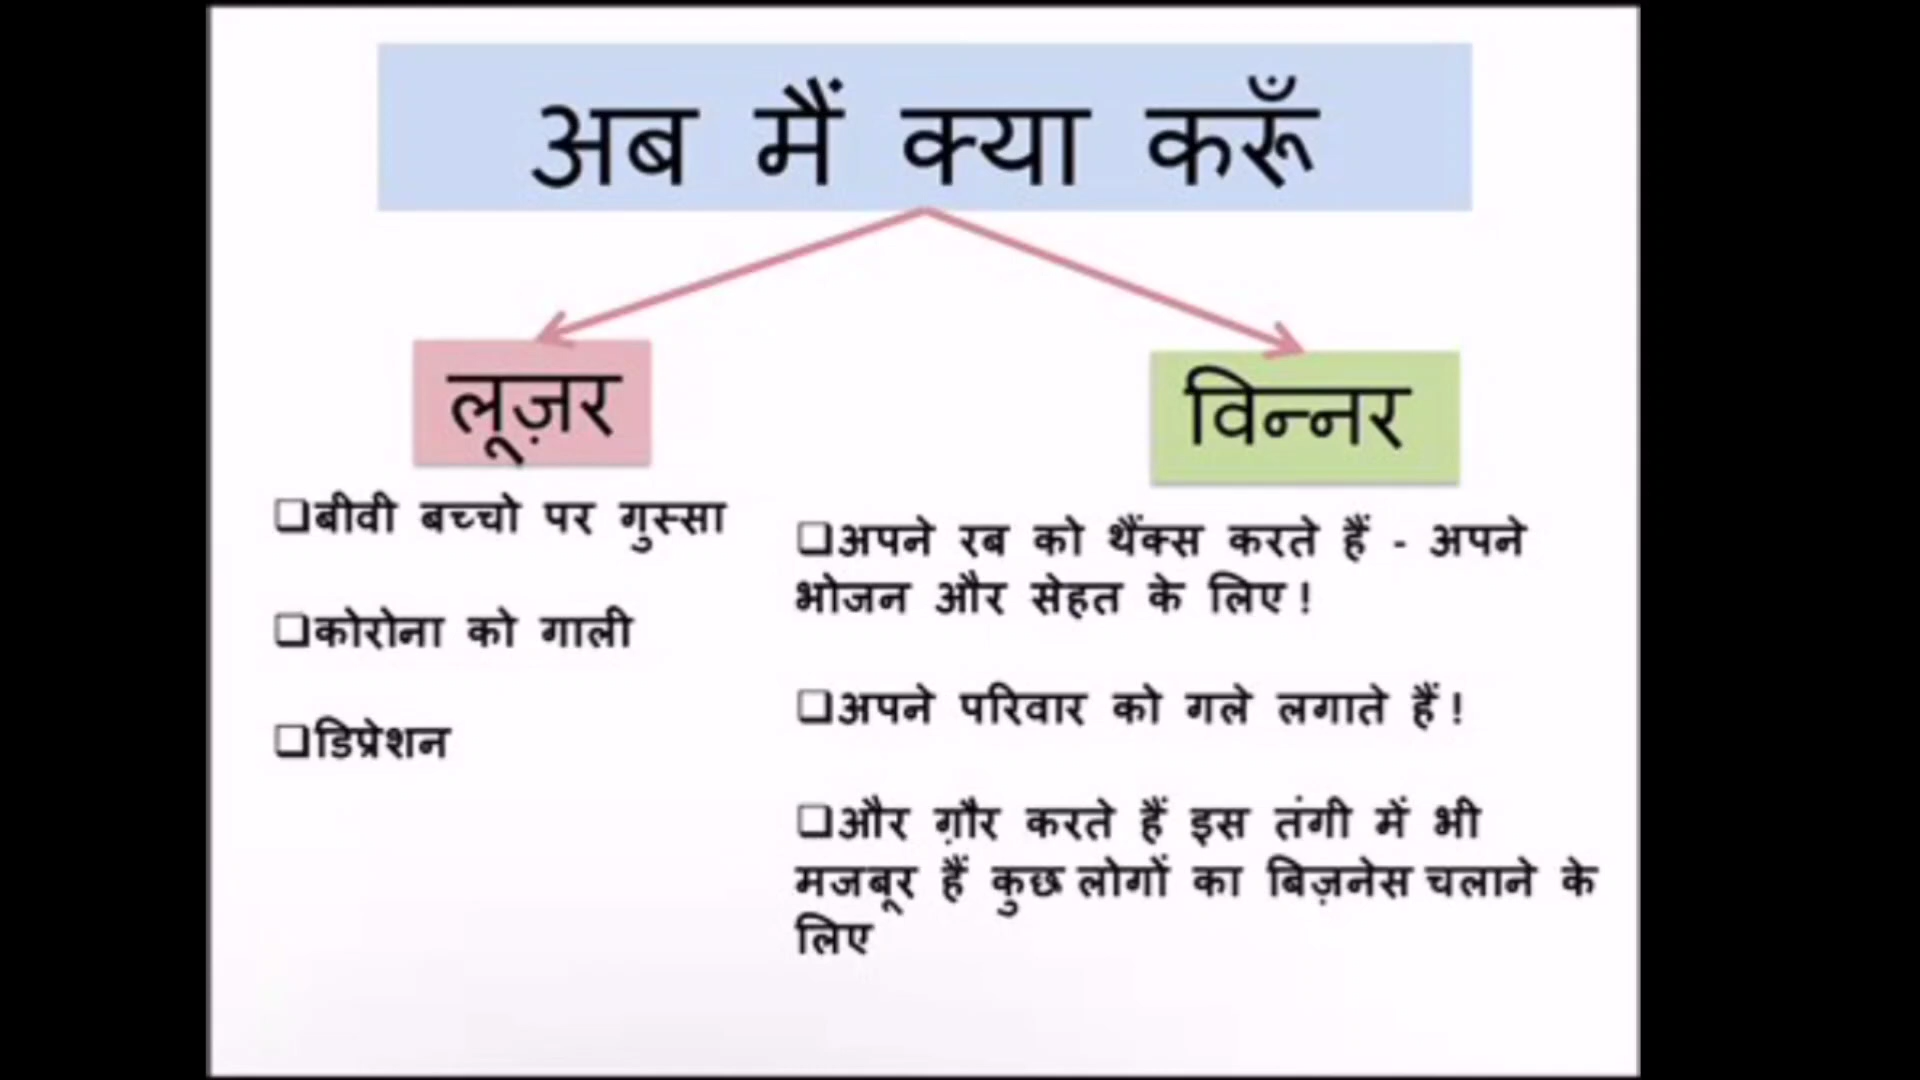 अब मैं क्या करूँ
लूज़र
❑बीवी बच्चो पर गुस्सा
❑कोरोना को गाली
❑डिप्रेशन
विन्नर
❑अपने रब को थैंक्स करते हैं - अपने
भोजन और सेहत के लिए !
❑अपने परिवार को गले लगाते हैं !
❑और ग़ौर करते हैं इस तंगी में भी
मजबूर हैं कुछ लोगों का बिज़नेस चलाने के
लिए